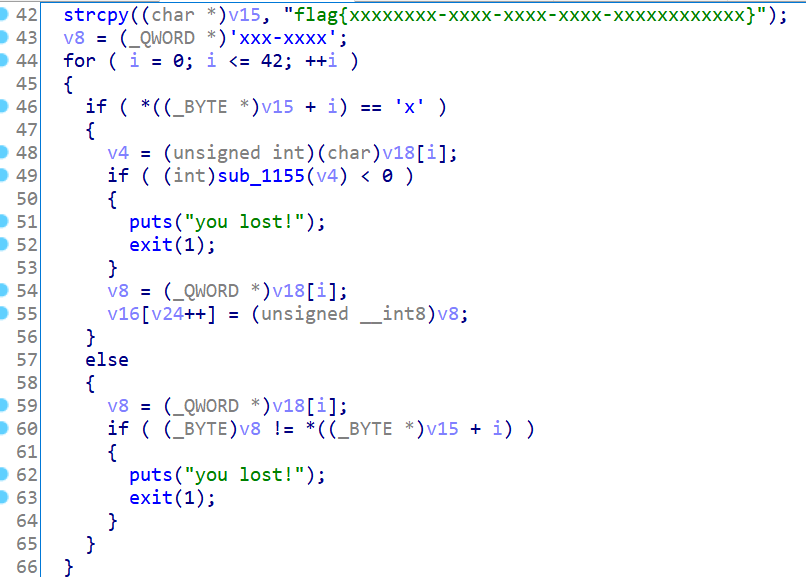 42 strcpy((char *)v15, "flag{xxxxxxxx-xxxx-xxxx-xxxx-xxxxxxxxxxxx}");
43 v8 = (_QWORD *)'xxx-xxxx';
44 for ( i = 0; i <= 42; ++i )
45 {
46 if ( *((_BYTE *)v15 + i) == 'x' )
47 {
48 v4 = (unsigned int)(char)v18[i];
49 if ( (int)sub_1155(v4) < 0 )
50 {
51 puts("you lost!");
52 exit(1);
53 }
54 v8 = (_QWORD *)v18[i];
55 v16[v24++] = (unsigned __int8)v8;
56 }
57 else
58 {
59 v8 = (_QWORD *)v18[i];
60 if ( (_BYTE)v8 != *((_BYTE *)v15 + i) )
61 {
62 puts("you lost!");
63 exit(1);
64 }
65 }
66 }